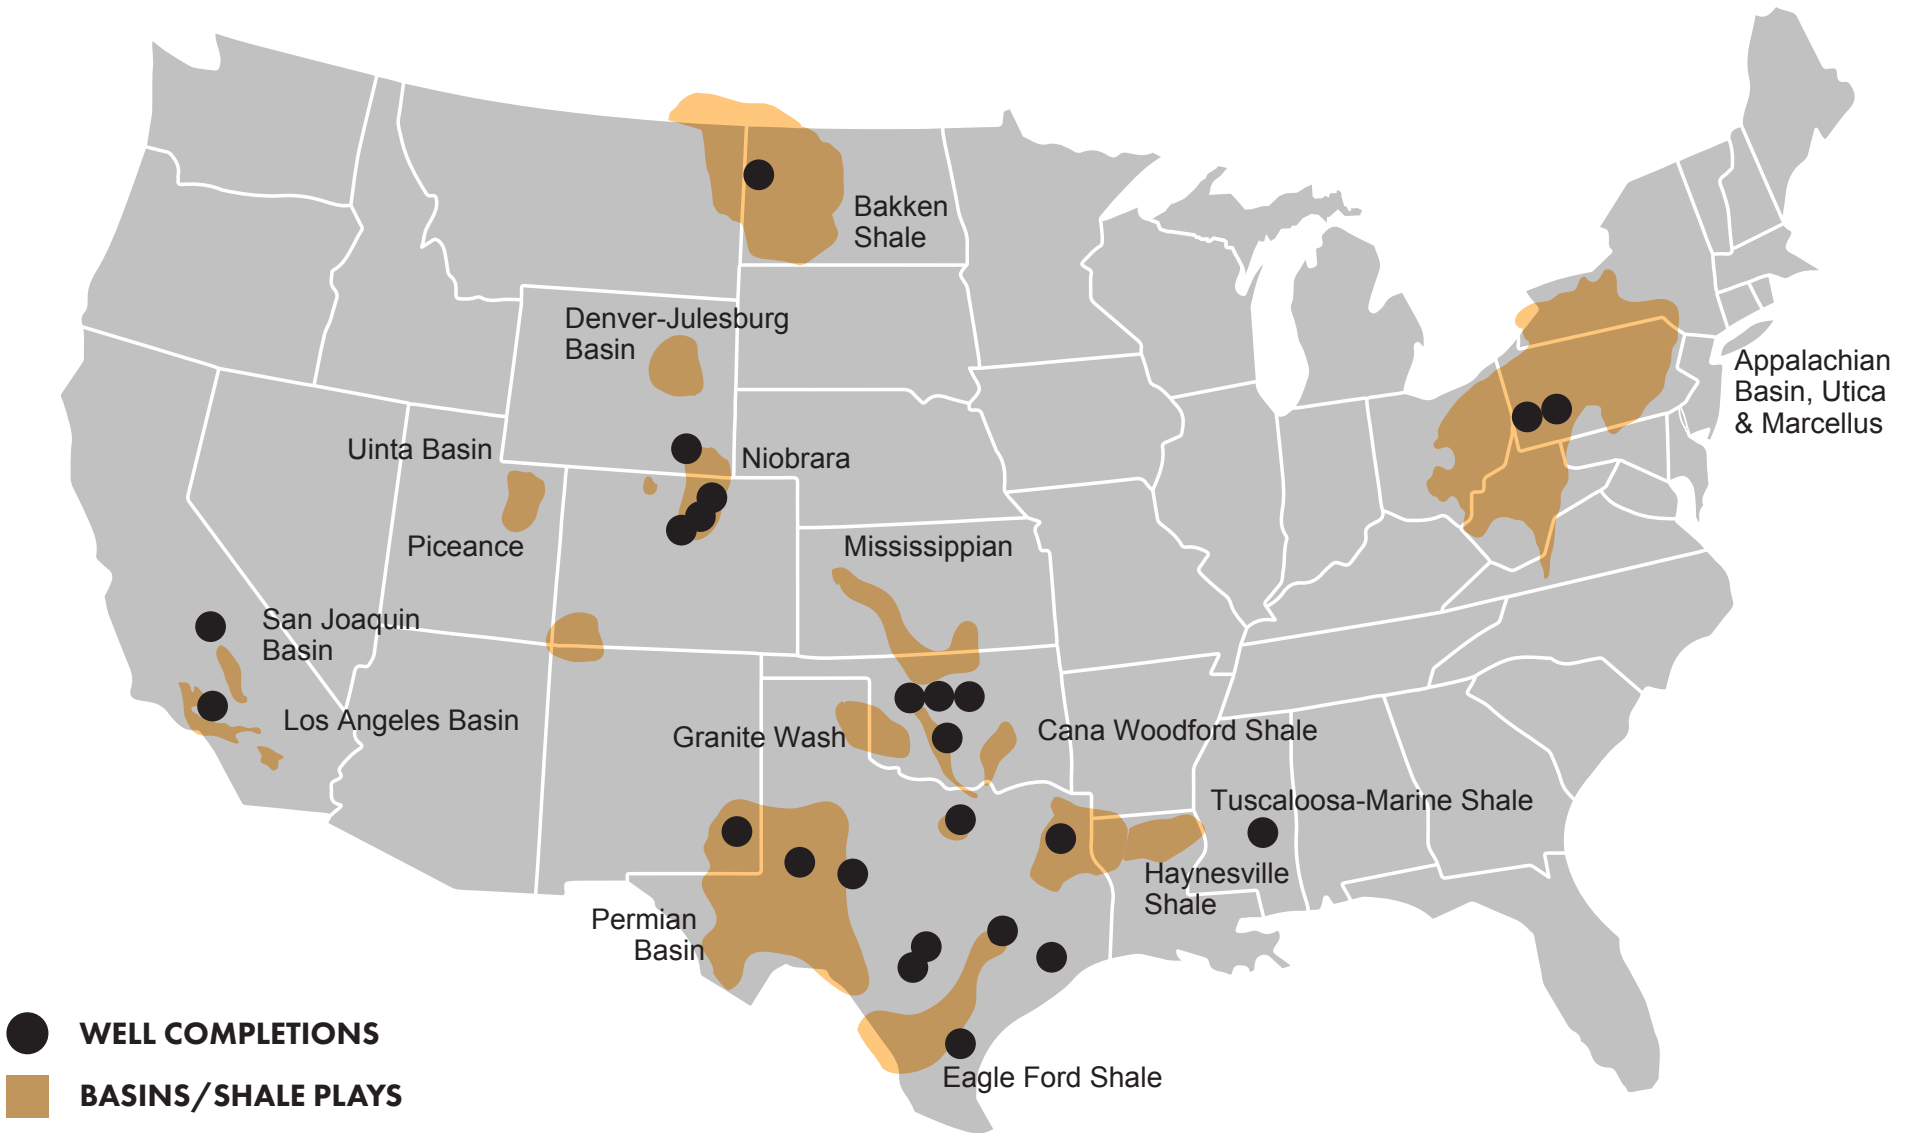 Bakken
Shale
Denver-Julesburg
Basin
Appalachian
Basin, Utica
& Marcellus
Uinta Basin
Niobrara
Piceance
Mississippian
San Joaquin
Basin
Los Angeles Basin
Granite Wash
Cana Woodford Shale
Tuscaloosa-Marine Shale
Haynesville
Shale
Permian
Basin
Eagle Ford Shale
WELL COMPLETIONS
BASINS/SHALE PLAYS